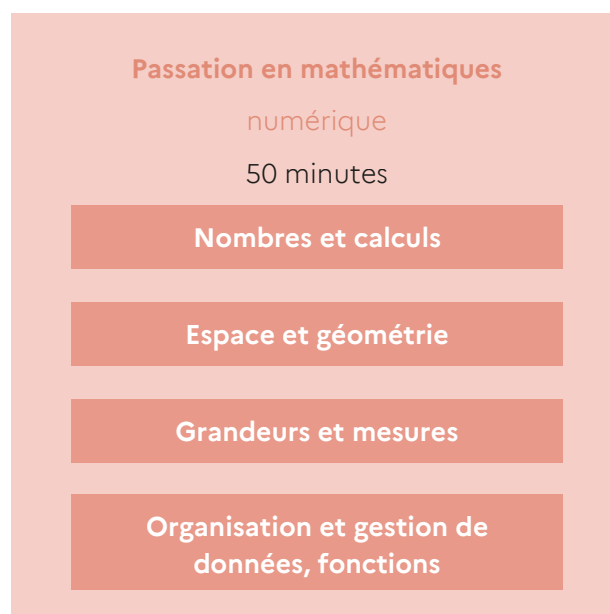 Passation en mathématiques
numérique
50 minutes
Nombres et calculs
Espace et géométrie
Grandeurs et mesures
Organisation et gestion de
données, fonctions